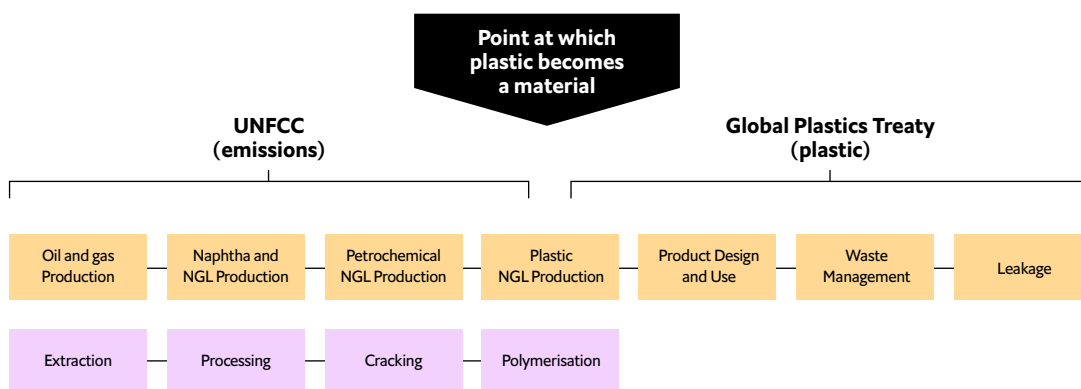 Point at which
plastic becomes
a material
UNFCC
(emissions)
Global Plastics Treaty
(plastic)
Oil and gas
Production
Naphtha and
NGL Production
Petrochemical
NGL Production
Plastic
NGL Production
Product Design
and Use
Waste
Management
Leakage
Extraction
Processing
Cracking
Polymerisation